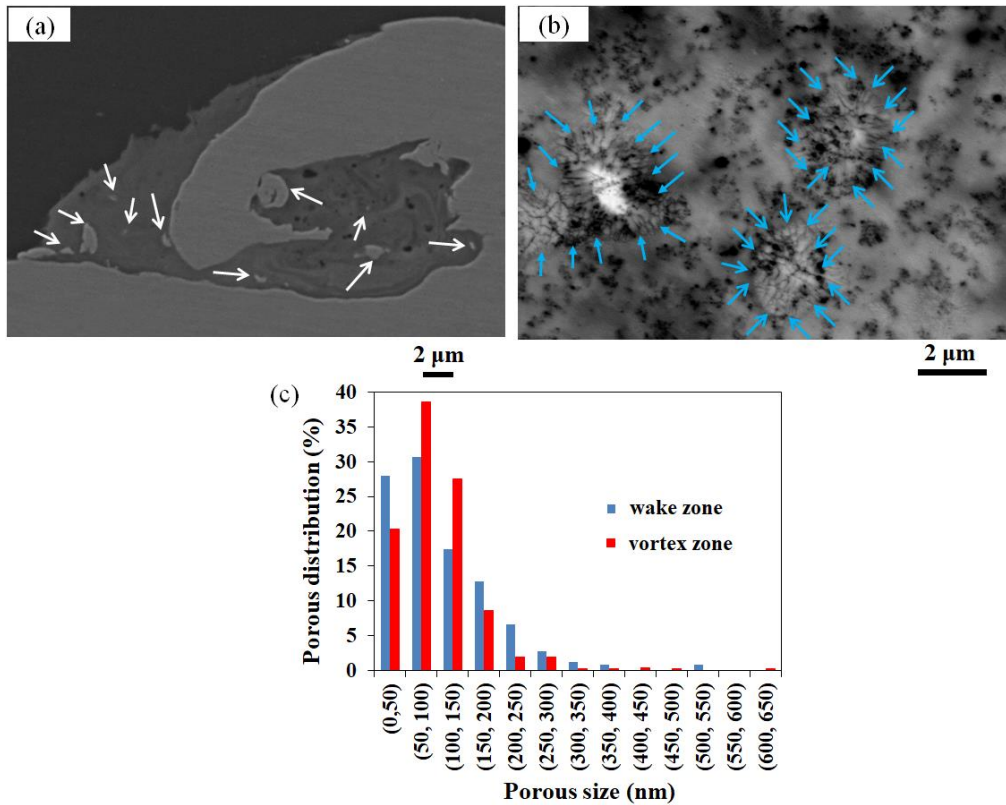 (a)
(b)
2 μm
2 μm
(c)
Porous distribution (%)
40
35
30
25
20
15
10
5
0
wake zone
vortex zone
(0,50)
(50, 100)
(100, 150)
(150, 200)
(200, 250)
(250, 300)
(300, 350)
(350, 400)
(400, 450)
(450, 500)
(500, 550)
(550, 600)
(600, 650)
Porous size (nm)